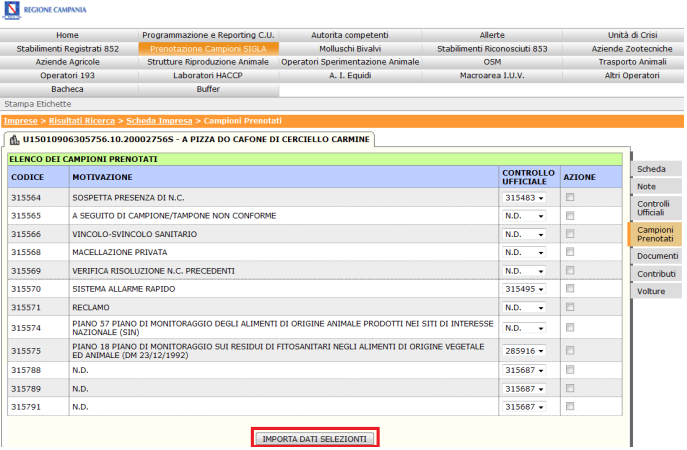 REGIONE CAMPANIA
Home Programmazione e Reporting C.U. Autorita competenti Allerte Unità di Crisi
Stabilimenti Registrati 852 Prenotazione Campioni SIGLA Molluschi Bivalvi Stabilimenti Riconosciuti 853 Aziende Zootecniche
Aziende Agricole Strutture Riproduzione Animale Operatori Sperimentazione Animale OSM Trasporto Animali
Operatori 193 Laboratori HACCP A. I. Equidi Macroarea I.U.V. Altri Operatori
Bacheca Buffer
Stampa Etichette
Imprese > Risultati Ricerca > Scheda Impresa > Campioni Prenotati
U15010906305756.10.20002756S - A PIZZA DO CAFONE DI CERCIELLO CARMINE
ELENCO DEI CAMPIONI PRENOTATI
CODICE MOTIVAZIONE CONTROLLO UFFICIALE AZIONE
315564 SOSPETTA PRESENZA DI N.C. 315483
315565 A SEGUITO DI CAMPIONE/TAMPONE NON CONFORME N.D.
315566 VINCOLO-SVINCOLO SANITARIO N.D.
315568 MACELLAZIONE PRIVATA N.D.
315569 VERIFICA RISOLUZIONE N.C. PRECEDENTI N.D.
315570 SISTEMA ALLARME RAPIDO 315495
315571 RECLAMO N.D.
315574 PIANO 57 PIANO DI MONITORAGGIO DEGLI ALIMENTI DI ORIGINE ANIMALE PRODOTTI NEI SITI DI INTERESSE
NAZIONALE (SIN) N.D.
315575 PIANO 18 PIANO DI MONITORAGGIO SUI RESIDUI DI FITOSANITARI NEGLI ALIMENTI DI ORIGINE VEGETALE
ED ANIMALE (DM 23/12/1992) 285916
315788 N.D. 315687
315789 N.D. 315687
315791 N.D. 315687
IMPORTA DATI SELEZIONTI
Scheda
Note
Controlli
Ufficiali
Campioni
Prenotati
Documenti
Contributi
Volture